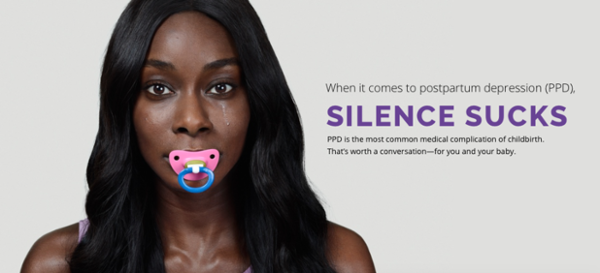 When it comes to postpartum depression (PPD),
SILENCE SUCKS
PPD is the most common medical complication of childbirth.
That's worth a conversation—for you and your baby.